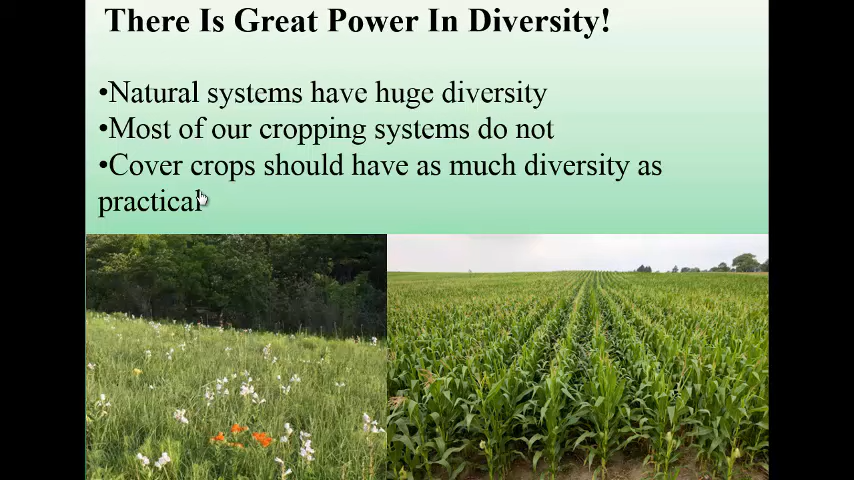 There Is Great Power In Diversity!
•Natural systems have huge diversity
•Most of our cropping systems do not
•Cover crops should have as much diversity as
practical